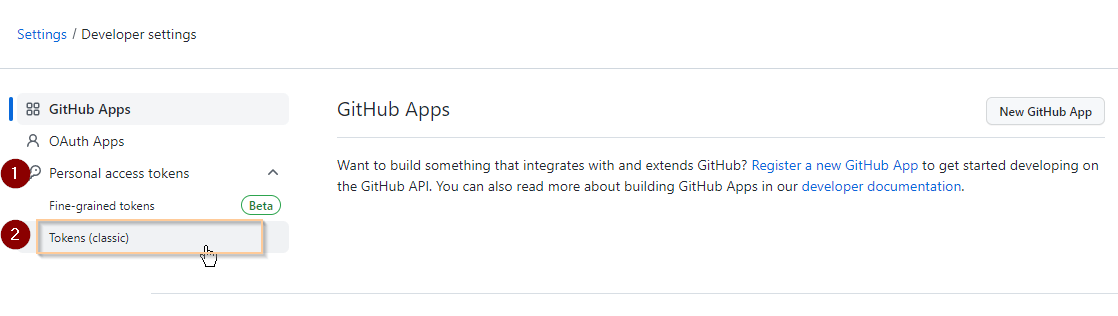 Settings / Developer settings
GitHub Apps
OAuth Apps
1 Personal access tokens
Fine-grained tokens Beta
2 Tokens (classic)
GitHub Apps
New GitHub App
Want to build something that integrates with and extends GitHub? Register a new GitHub App to get started developing on
the GitHub API. You can also read more about building GitHub Apps in our developer documentation.